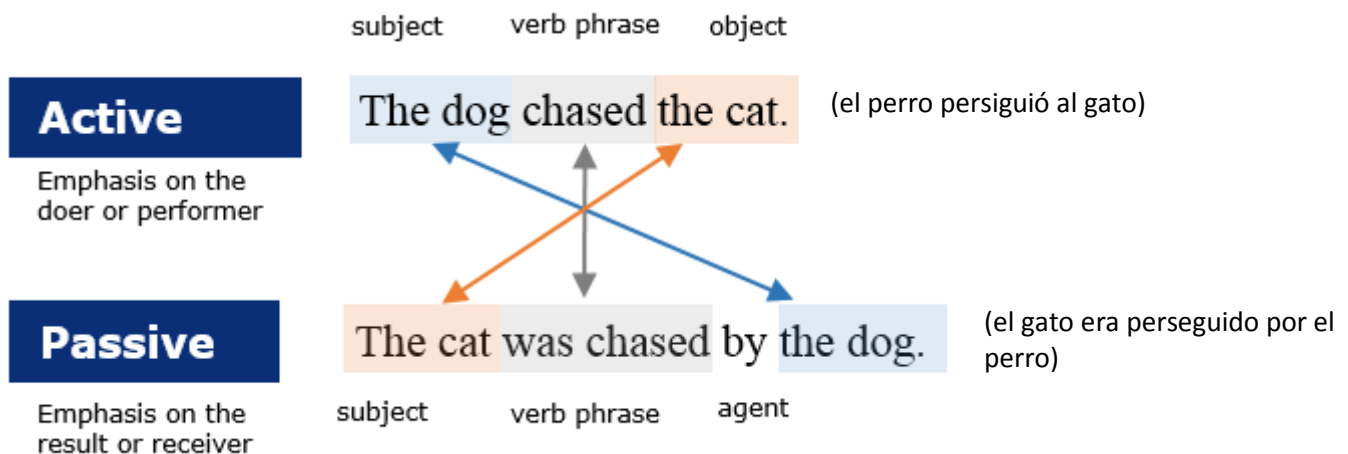 subject verb phrase object
Active
The dog chased the cat.
(el perro persiguió al gato)
Emphasis on the
doer or performer
Passive
The cat was chased by the dog.
(el gato era perseguido por el
perro)
Emphasis on the
result or receiver
subject verb phrase agent